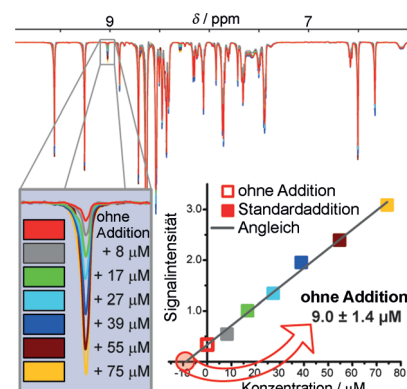 9 δ / ppm 7
ohne
Addition
+ 8 µM
+ 17 µM
+ 27 µM
+ 39 µM
+ 55 µM
+ 75 µM
Signalintensität
3.0
2.0
1.0
ohne Addition
Standardaddition
Angleich
ohne Addition
9.0 ± 1.4 µM
-10 0 10 20 30 40 50 60 70 80
Konzentration / µM